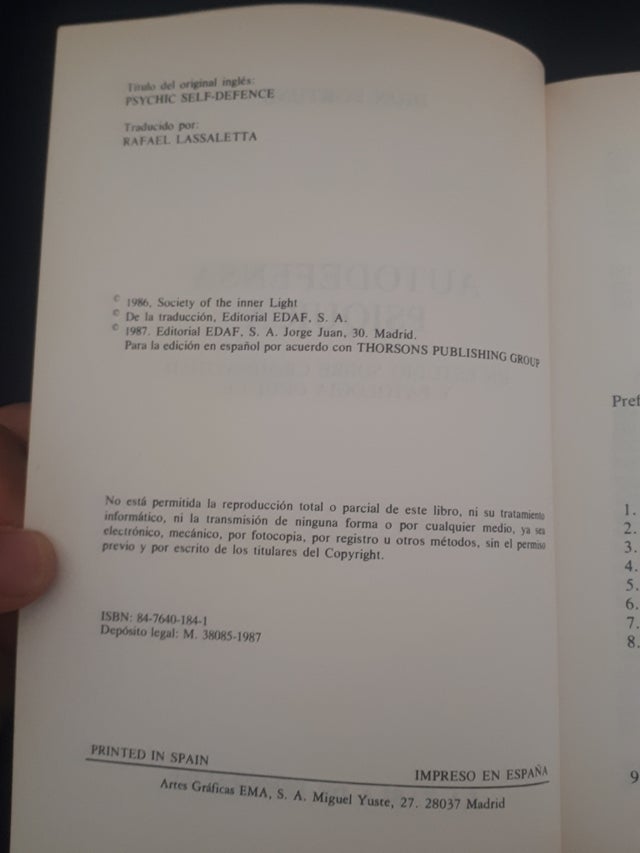 Título del original inglés:
PSYCHIC SELF-DEFENCE
Traducido por:
RAFAEL LASSALETTA
© 1986, Society of the inner Light
© De la traducción, Editorial EDAF, S. A.
© 1987. Editorial EDAF, S. A. Jorge Juan, 30. Madrid.
Para la edición en español por acuerdo con THORSONS PUBLISHING GROUP
No está permitida la reproducción total o parcial de este libro, ni su tratamiento
informático, ni la transmisión de ninguna forma o por cualquier medio, ya sea
electrónico, mecánico, por fotocopia, por registro u otros métodos, sin el permiso
previo y por escrito de los titulares del Copyright.
ISBN: 84-7640-184-1
Depósito legal: M. 38085-1987
PRINTED IN SPAIN
IMPRESO EN ESPAÑA
Artes Gráficas EMA, S. A. Miguel Yuste, 27. 28037 Madrid
Pref
1.
2.
3.
4.
5.
6.
7.
8.
9